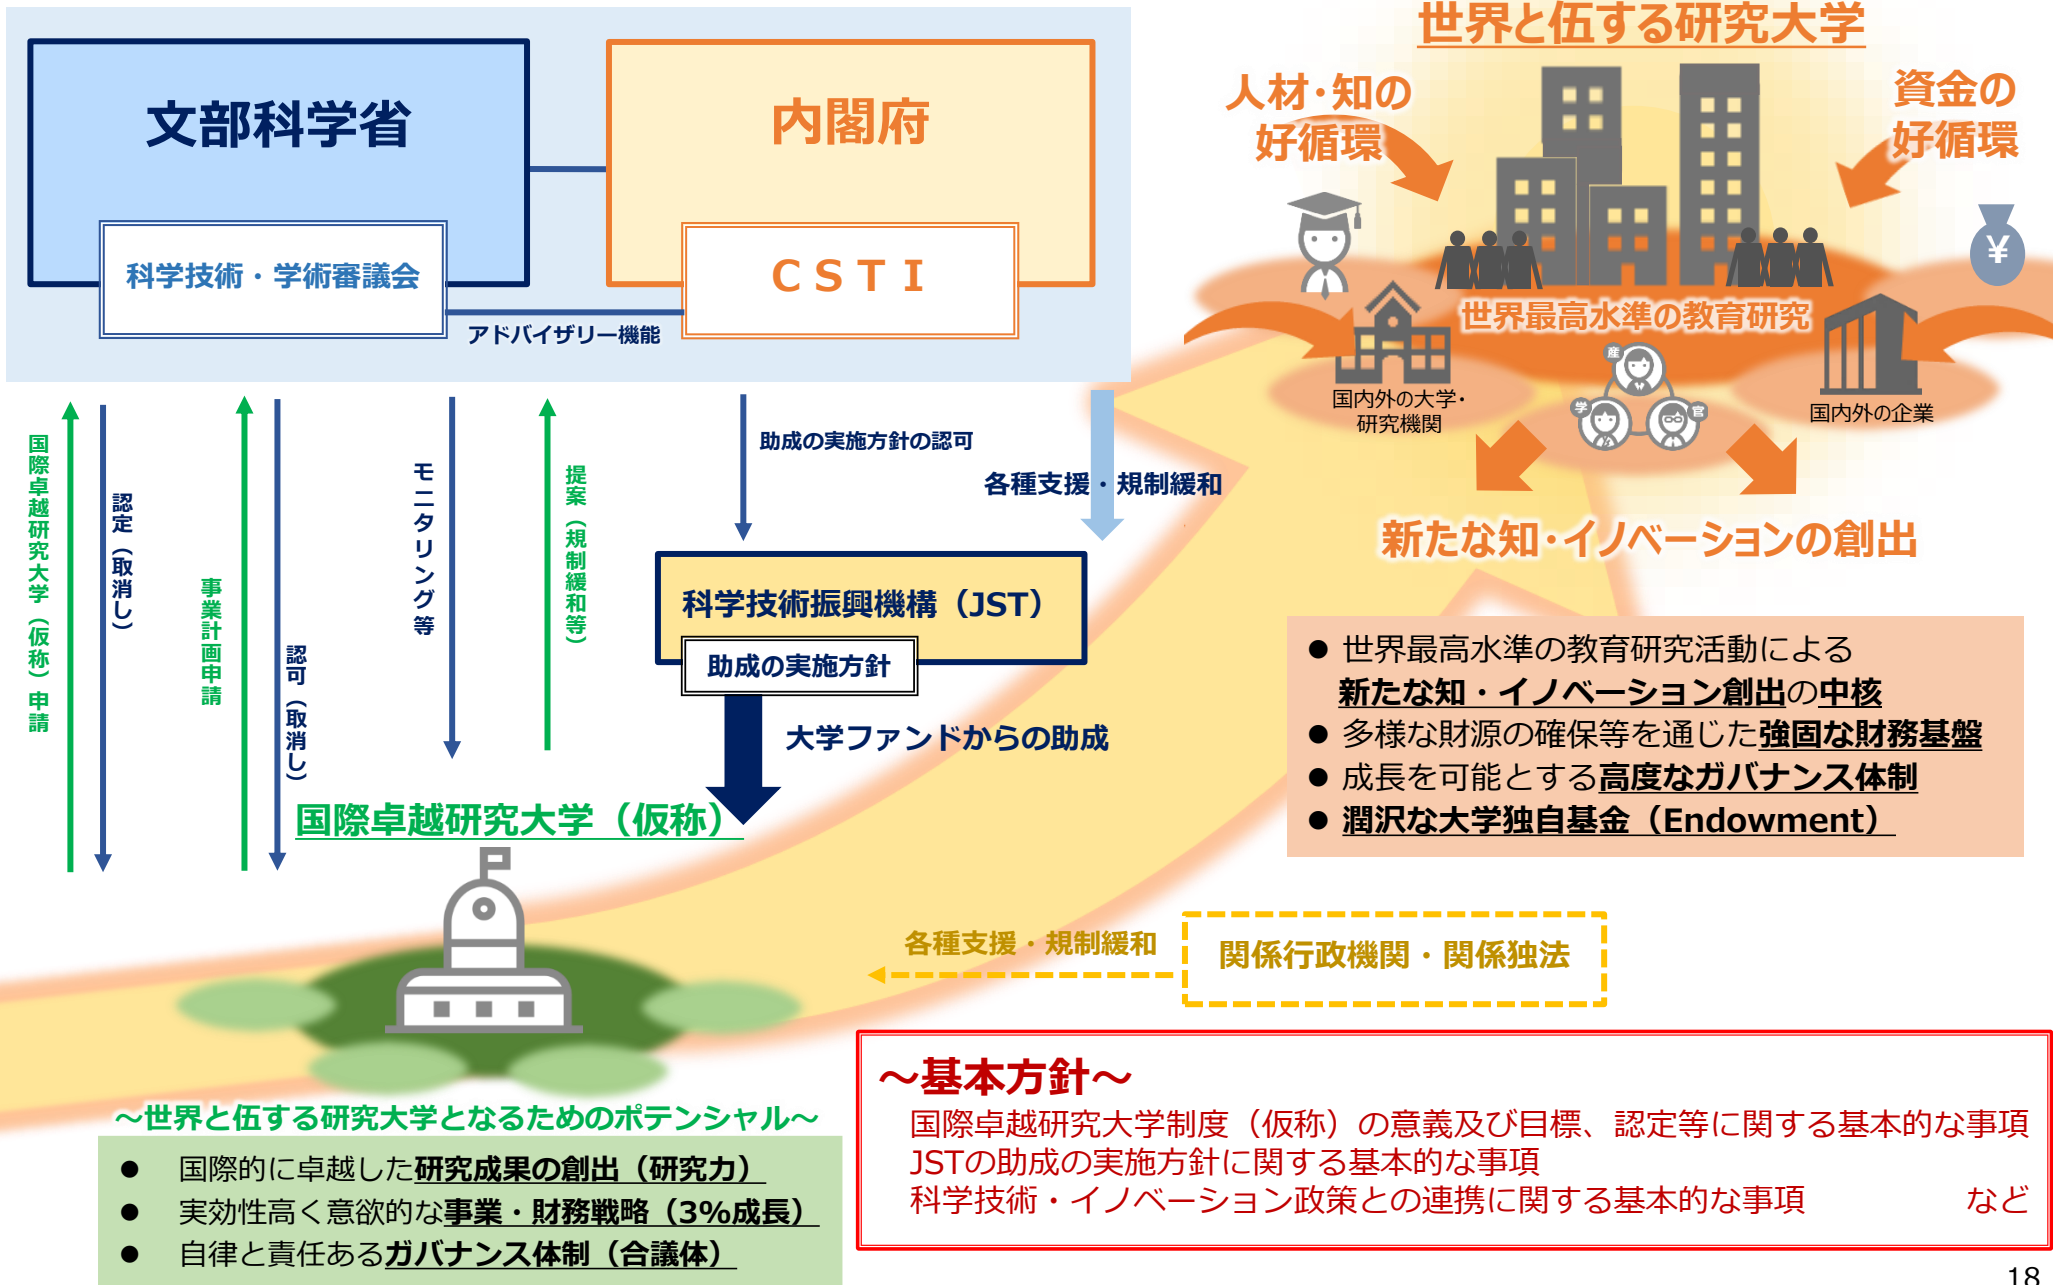 世界と伍する研究大学
文部科学省
内閣府
科学技術・学術審議会
ＣＳＴＩ
アドバイザリー機能
人材・知の
好循環
資金の
好循環
¥
世界最高水準の教育研究
産
学
官
国内外の大学・
研究機関
国内外の企業
新たな知・イノベーションの創出
国際卓越研究大学（仮称）申請
認定（取消し）
事業計画申請
認可（取消し）
モニタリング等
提案（規制緩和等）
助成の実施方針の認可
各種支援・規制緩和
科学技術振興機構（JST）
助成の実施方針
大学ファンドからの助成
国際卓越研究大学（仮称）
● 世界最高水準の教育研究活動による
新たな知・イノベーション創出の中核
● 多様な財源の確保等を通じた強固な財務基盤
● 成長を可能とする高度なガバナンス体制
● 潤沢な大学独自基金（Endowment）
各種支援・規制緩和
関係行政機関・関係独法
～世界と伍する研究大学となるためのポテンシャル～
● 国際的に卓越した研究成果の創出（研究力）
● 実効性高く意欲的な事業・財務戦略（3%成長）
● 自律と責任あるガバナンス体制（合議体）
～基本方針～
国際卓越研究大学制度（仮称）の意義及び目標、認定等に関する基本的な事項
JSTの助成の実施方針に関する基本的な事項
科学技術・イノベーション政策との連携に関する基本的な事項　など
18